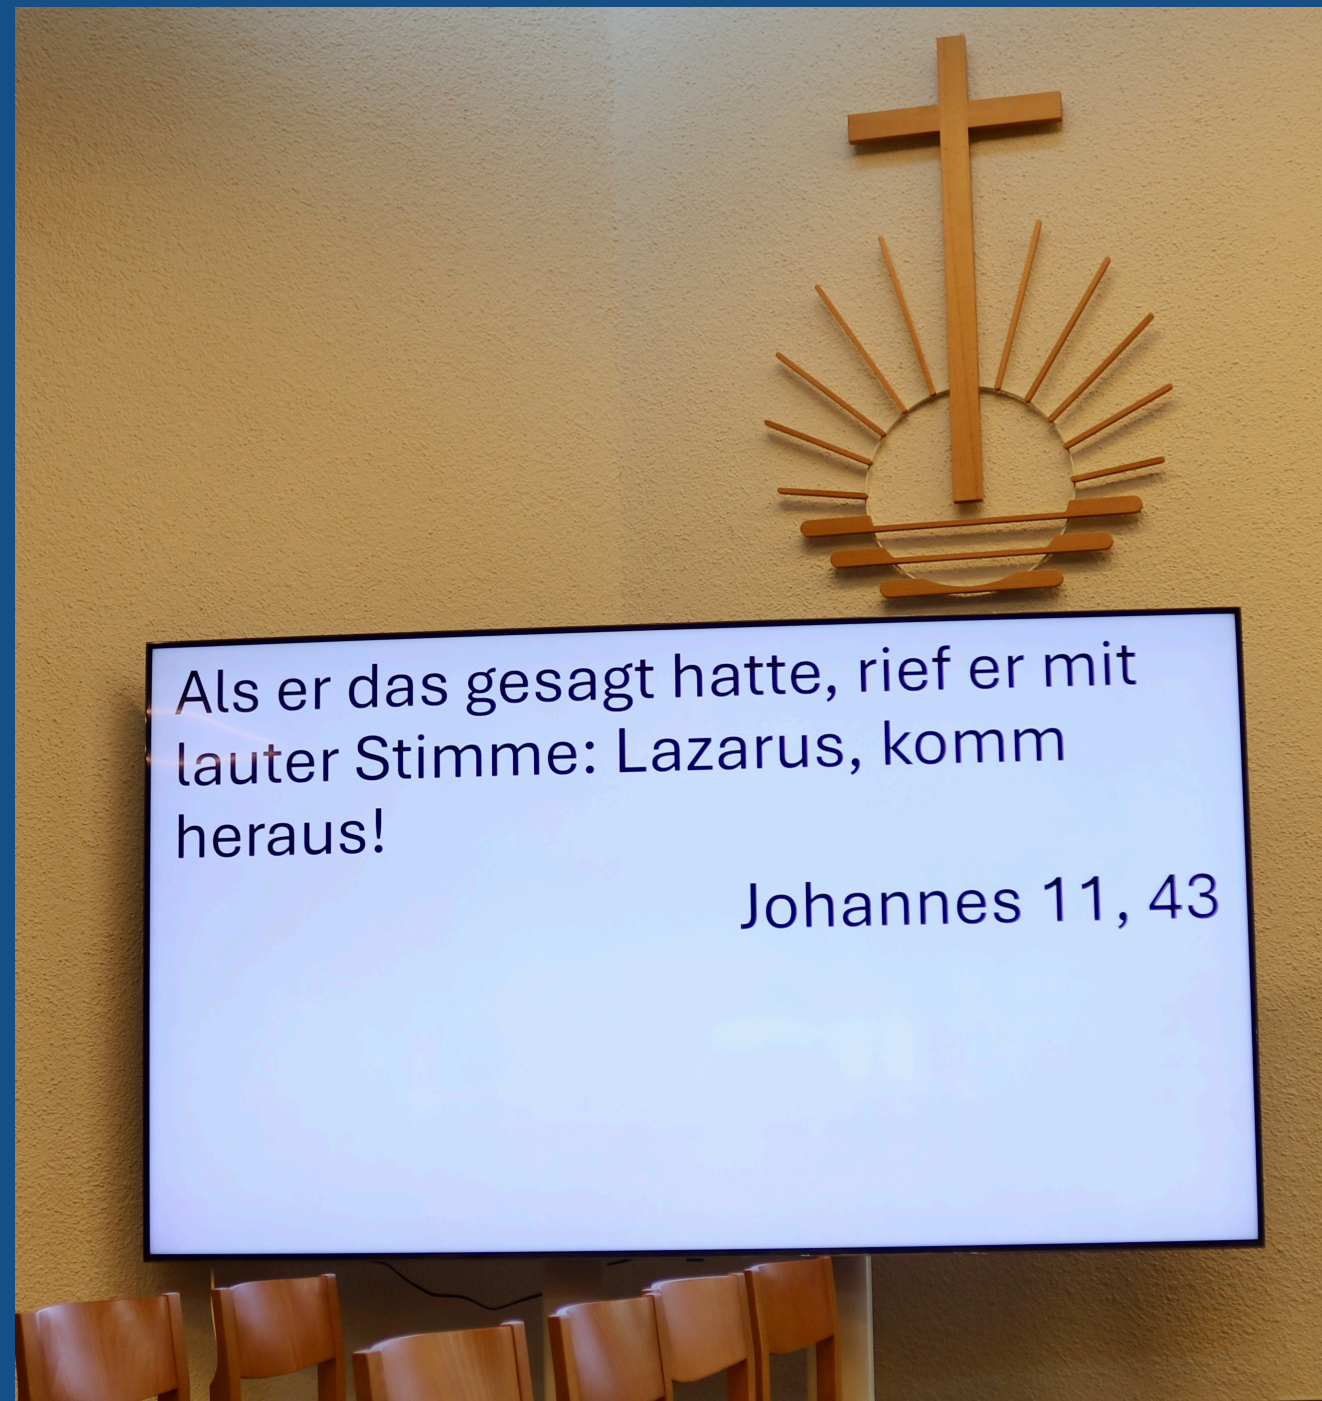 Als er das gesagt hatte, rief er mit
lauter Stimme: Lazarus, komm
heraus!
Johannes 11, 43